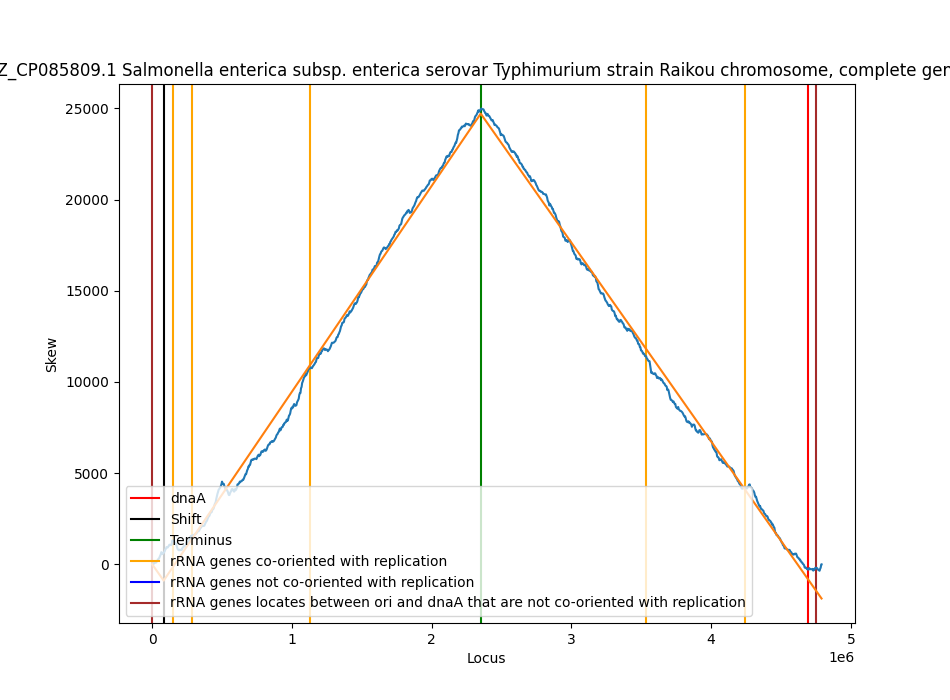 Z_CP085809.1 Salmonella enterica subsp. enterica serovar Typhimurium strain Raikou chromosome, complete gen
25000
20000
15000
10000
5000
0
Skew
dnaA
Shift
Terminus
rRNA genes co-oriented with replication
rRNA genes not co-oriented with replication
rRNA genes locates between ori and dnaA that are not co-oriented with replication
0 1 2 3 4 5
Locus
1e6